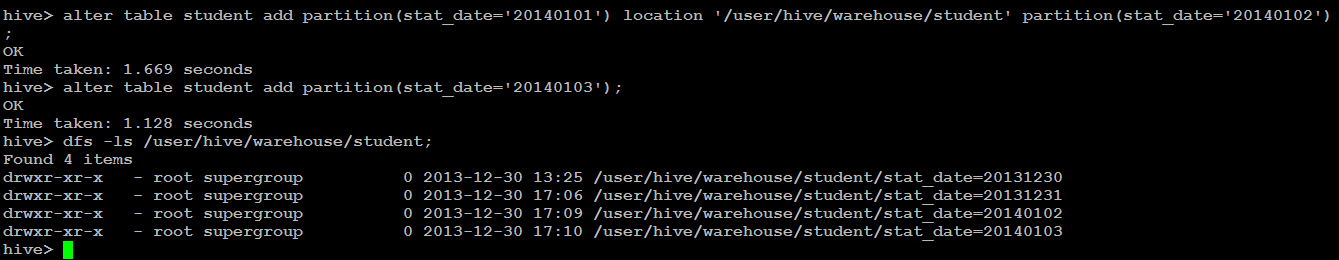 hive> alter table student add partition(stat_date='20140101') location '/user/hive/warehouse/student' partition(stat_date='20140102')
;
OK
Time taken: 1.669 seconds
hive> alter table student add partition(stat_date='20140103');
OK
Time taken: 1.128 seconds
hive> dfs -ls /user/hive/warehouse/student;
Found 4 items
drwxr-xr-x   - root supergroup          0 2013-12-30 13:25 /user/hive/warehouse/student/stat_date=20131230
drwxr-xr-x   - root supergroup          0 2013-12-30 17:06 /user/hive/warehouse/student/stat_date=20131231
drwxr-xr-x   - root supergroup          0 2013-12-30 17:09 /user/hive/warehouse/student/stat_date=20140102
drwxr-xr-x   - root supergroup          0 2013-12-30 17:10 /user/hive/warehouse/student/stat_date=20140103
hive>